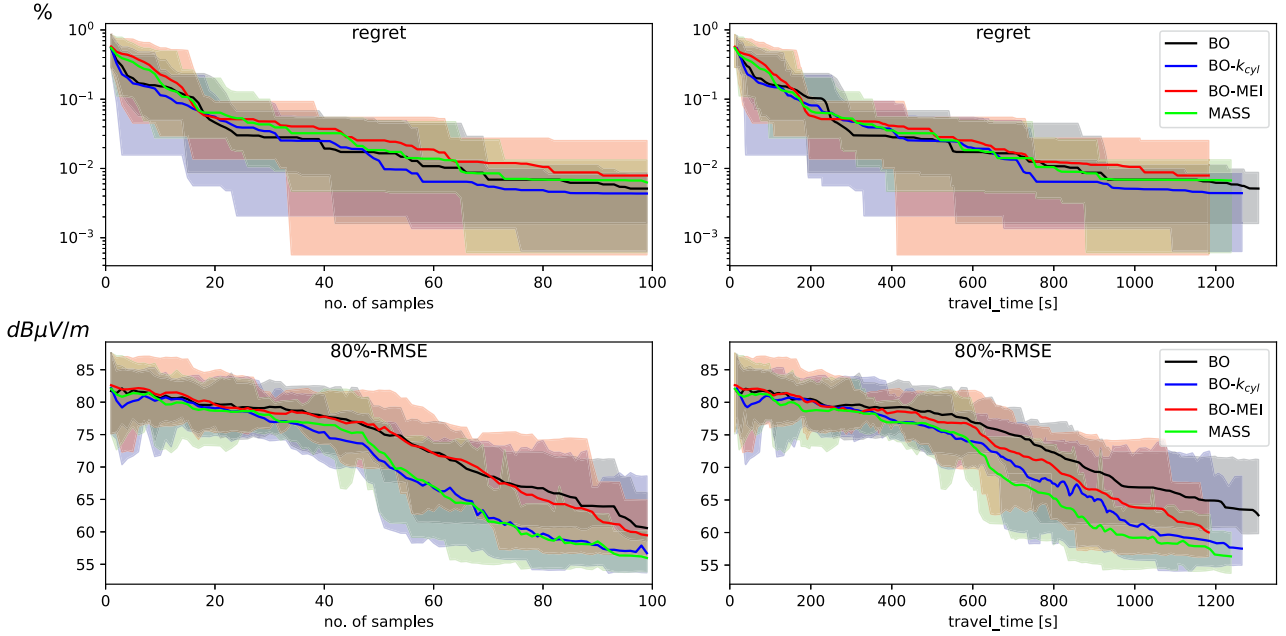 %
regret
10⁰
10⁻¹
10⁻²
10⁻³
0 20 40 60 80 100
no. of samples
regret
BO
BO-k_cyl
BO-MEI
MASS
10⁰
10⁻¹
10⁻²
10⁻³
0 200 400 600 800 1000 1200
travel_time [s]
dBμV/m
80%-RMSE
85
80
75
70
65
60
55
0 20 40 60 80 100
no. of samples
80%-RMSE
BO
BO-k_cyl
BO-MEI
MASS
85
80
75
70
65
60
55
0 200 400 600 800 1000 1200
travel_time [s]